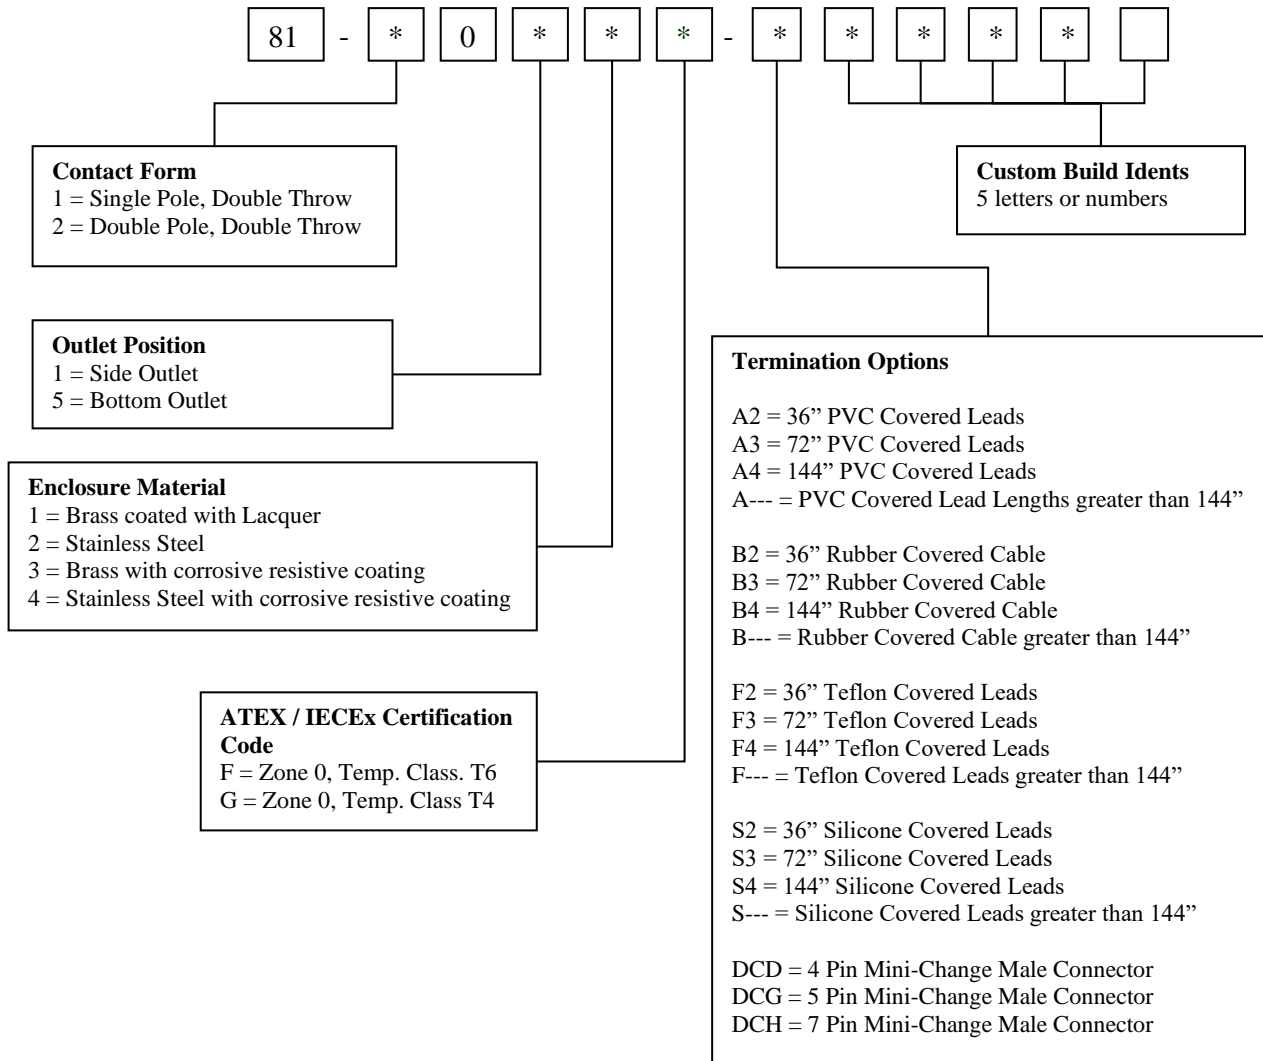 81 - * 0 * * * - * * * * *
Contact Form
1 = Single Pole, Double Throw
2 = Double Pole, Double Throw
Custom Build Idents
5 letters or numbers
Outlet Position
1 = Side Outlet
5 = Bottom Outlet
Enclosure Material
1 = Brass coated with Lacquer
2 = Stainless Steel
3 = Brass with corrosive resistive coating
4 = Stainless Steel with corrosive resistive coating
ATEX / IECEx Certification
Code
F = Zone 0, Temp. Class. T6
G = Zone 0, Temp. Class T4
Termination Options
A2 = 36” PVC Covered Leads
A3 = 72” PVC Covered Leads
A4 = 144” PVC Covered Leads
A--- = PVC Covered Lead Lengths greater than 144”
B2 = 36” Rubber Covered Cable
B3 = 72” Rubber Covered Cable
B4 = 144” Rubber Covered Cable
B--- = Rubber Covered Cable greater than 144”
F2 = 36” Teflon Covered Leads
F3 = 72” Teflon Covered Leads
F4 = 144” Teflon Covered Leads
F--- = Teflon Covered Leads greater than 144”
S2 = 36” Silicone Covered Leads
S3 = 72” Silicone Covered Leads
S4 = 144” Silicone Covered Leads
S--- = Silicone Covered Leads greater than 144”
DCD = 4 Pin Mini-Change Male Connector
DCG = 5 Pin Mini-Change Male Connector
DCH = 7 Pin Mini-Change Male Connector